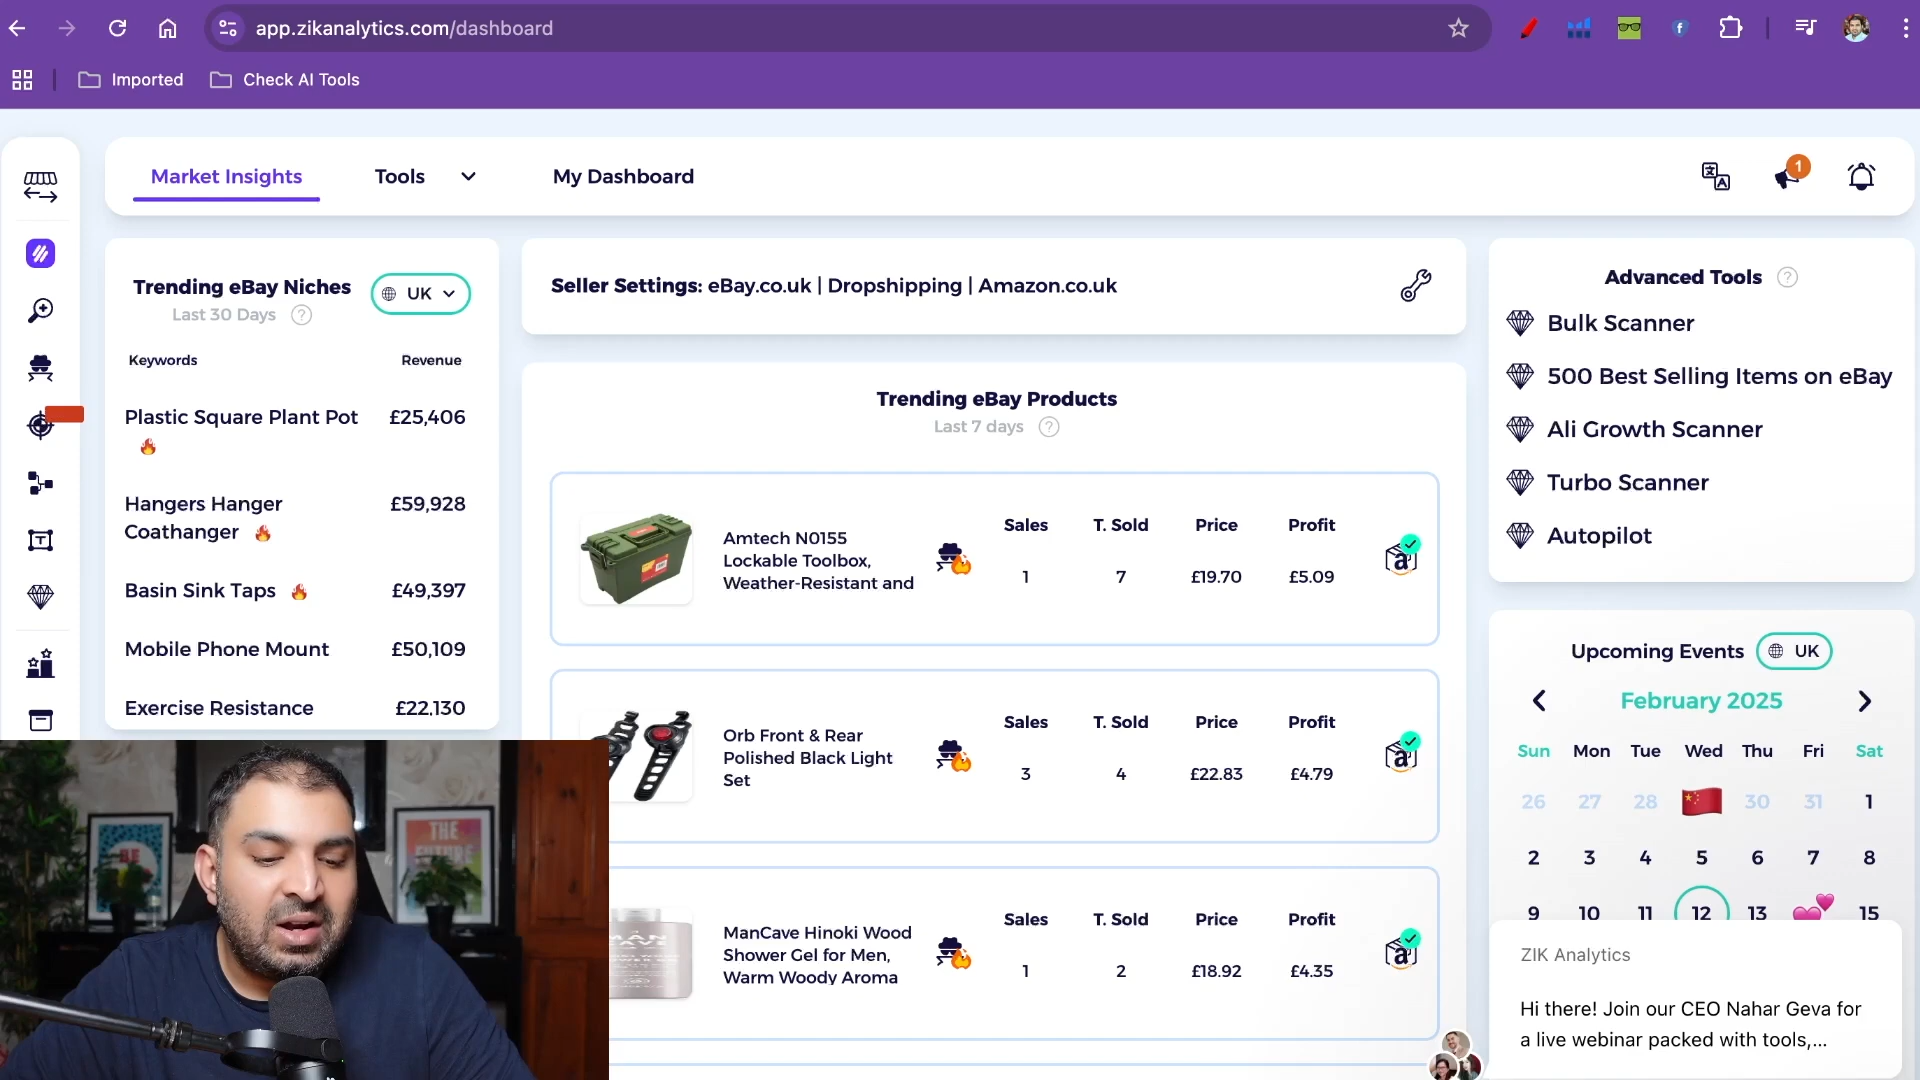 app.zikanalytics.com/dashboard
Imported
Check AI Tools
Market Insights
Tools
My Dashboard
1
Trending eBay Niches
UK
Last 30 Days ?
Keywords Revenue
Plastic Square Plant Pot £25,406
Hangers Hanger £59,928
Coathanger
Basin Sink Taps £49,397
Mobile Phone Mount £50,109
Exercise Resistance £22,130
Seller Settings: eBay.co.uk | Dropshipping | Amazon.co.uk
Trending eBay Products
Last 7 days ?
Amtech N0155
Lockable Toolbox,
Weather-Resistant and
Sales T. Sold Price Profit
1 7 £19.70 £5.09
Orb Front & Rear
Polished Black Light
Set
Sales T. Sold Price Profit
3 4 £22.83 £4.79
MAN
CAVE
ManCave Hinoki Wood
Shower Gel for Men,
Warm Woody Aroma
Sales T. Sold Price Profit
1 2 £18.92 £4.35
Advanced Tools ?
Bulk Scanner
500 Best Selling Items on eBay
Ali Growth Scanner
Turbo Scanner
Autopilot
Upcoming Events UK
February 2025
Sun Mon Tue Wed Thu Fri Sat
26 27 28 30 31 1
2 3 4 5 6 7 8
9 10 11 12 13 15
ZIK Analytics
Hi there! Join our CEO Nahar Geva for
a live webinar packed with tools,...
THE
FUTURE
BE